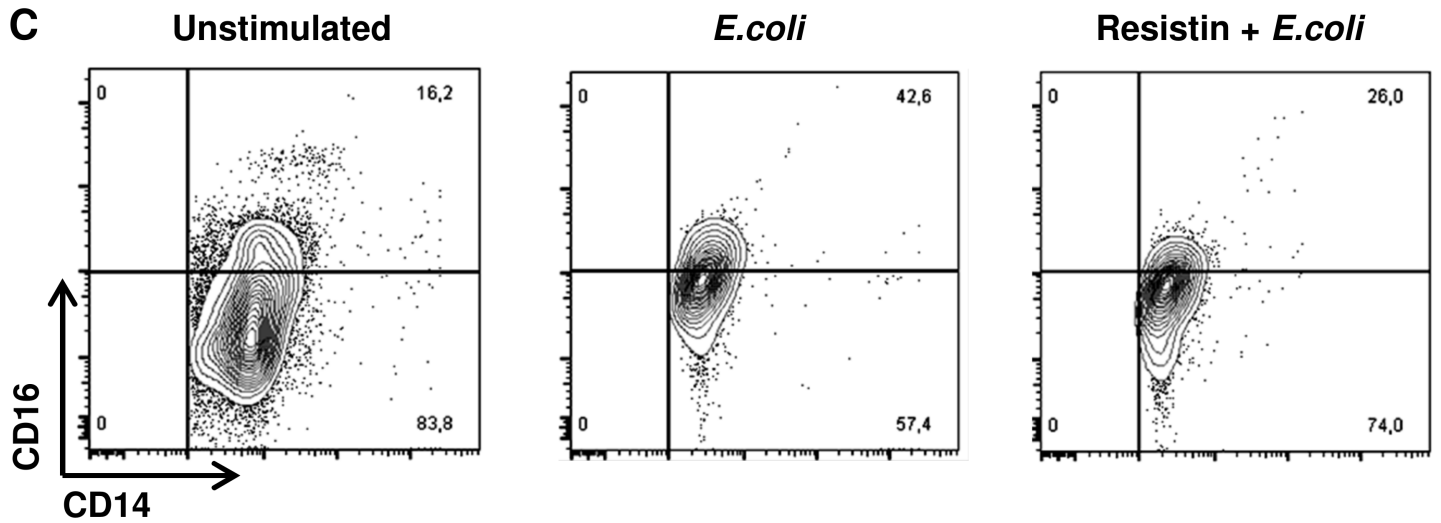 C
Unstimulated
E.coli
Resistin + E.coli
0
16,2
0
42,6
0
26,0
0
83,8
0
57,4
0
74,0
CD16
CD14